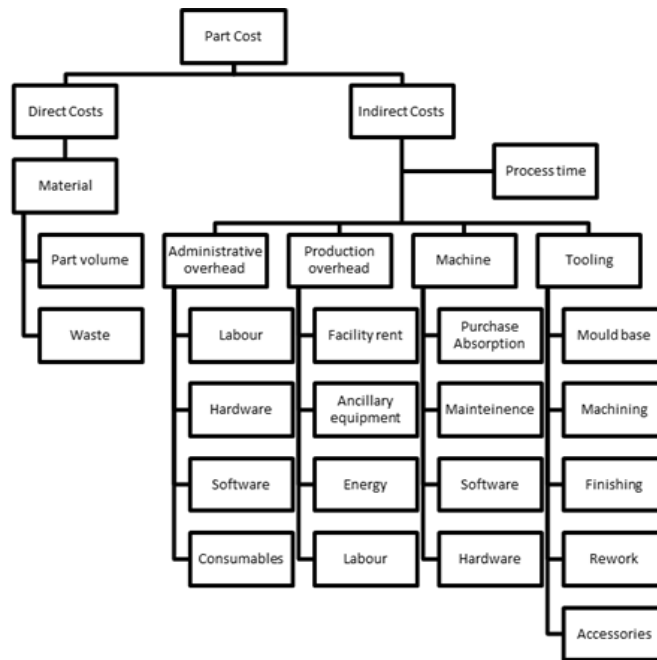 Part Cost
Direct Costs
Indirect Costs
Material
Process time
Part volume
Waste
Administrative
overhead
Production
overhead
Machine
Tooling
Labour
Facility rent
Purchase
Absorption
Mould base
Hardware
Ancillary
equipment
Mainteinence
Machining
Software
Energy
Software
Finishing
Consumables
Labour
Hardware
Rework
Accessories